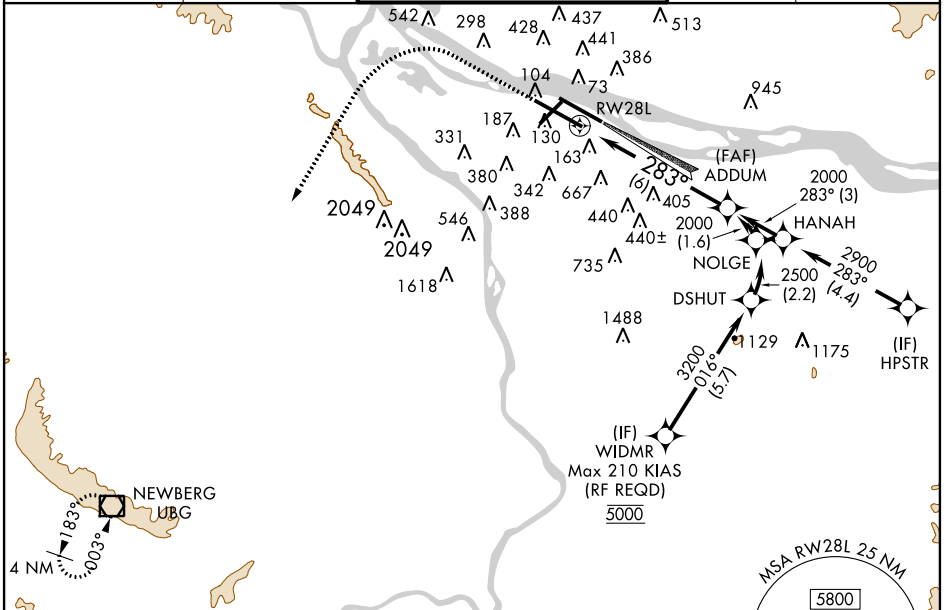 542
298
428
437
441
513
386
104
73
945
RW28L
187
130
331
163
(FAF)
ADDUM
283°
(6)
2000
283° (3)
380
342
667
405
388
440
2000
(1.6)
HANAH
2049
546
440±
2049
NOLGE
2900
283°
(4.4)
735
2500
(2.2)
1618
DSHUT
1488
1129
1175
(IF)
HPSTR
3200
016°
(5.7)
(IF)
WIDMR
Max 210 KIAS
(RF REQD)
5000
NEWBERG
UBG
183°
003°
4 NM
MSA RW28L 25 NM
5800